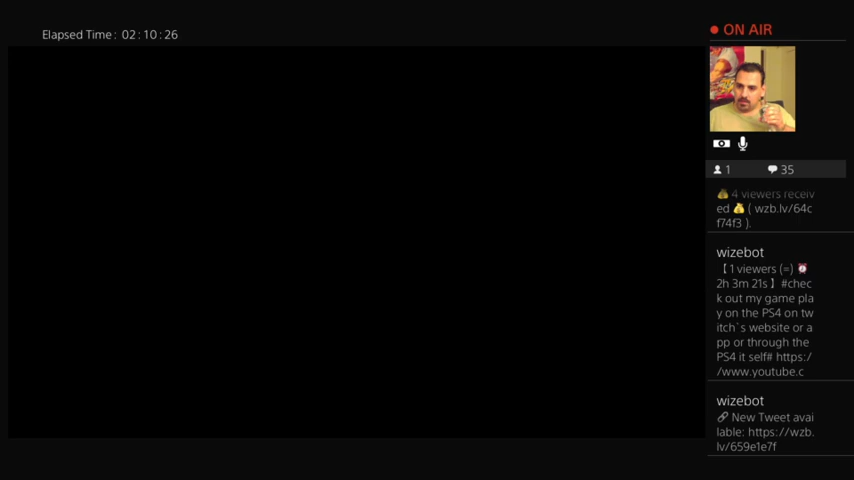 Elapsed Time: 02:10:26
ON AIR
1 35
💰 4 viewers receiv
ed 💰 ( wzb.lv/64c
f74f3 ).
wizebot
【 1 viewers (=) ⏰
2h 3m 21s 】 #chec
k out my game pla
y on the PS4 on tw
itch`s website or a
pp or through the
PS4 it self# https:/
/www.youtube.c
wizebot
🔗 New Tweet avai
lable: https://wzb.
lv/659e1e7f